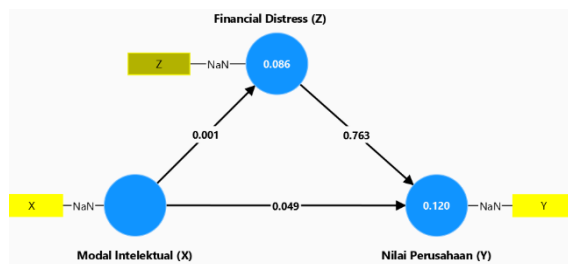 Financial Distress (Z)
Z
NaN
0.086
0.001
0.763
X
NaN
0.049
0.120
NaN
Y
Modal Intelektual (X)
Nilai Perusahaan (Y)